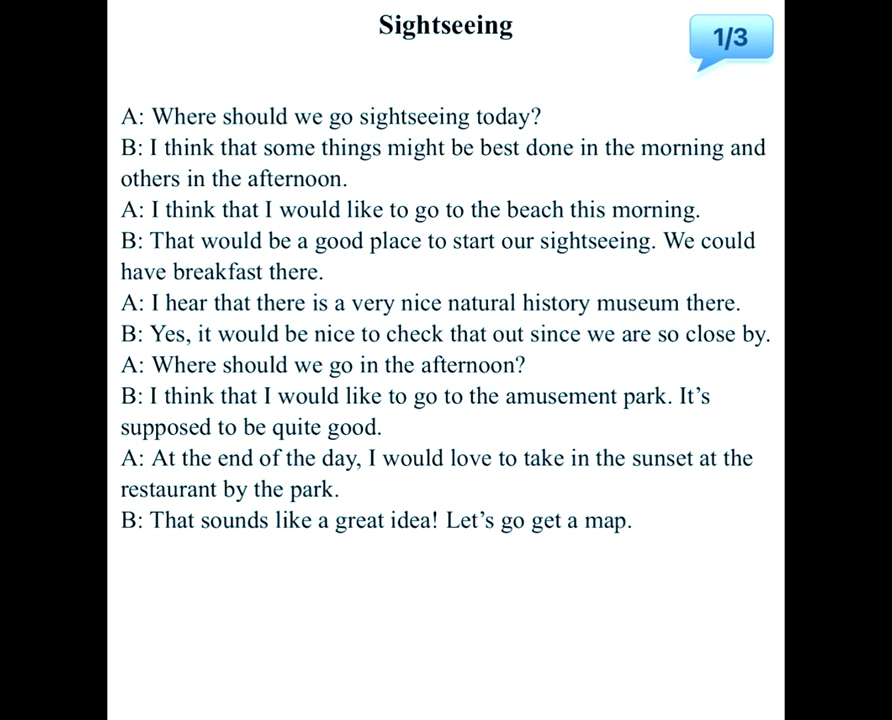 Sightseeing
1/3
A: Where should we go sightseeing today?
B: I think that some things might be best done in the morning and
others in the afternoon.
A: I think that I would like to go to the beach this morning.
B: That would be a good place to start our sightseeing. We could
have breakfast there.
A: I hear that there is a very nice natural history museum there.
B: Yes, it would be nice to check that out since we are so close by.
A: Where should we go in the afternoon?
B: I think that I would like to go to the amusement park. It’s
supposed to be quite good.
A: At the end of the day, I would love to take in the sunset at the
restaurant by the park.
B: That sounds like a great idea! Let’s go get a map.